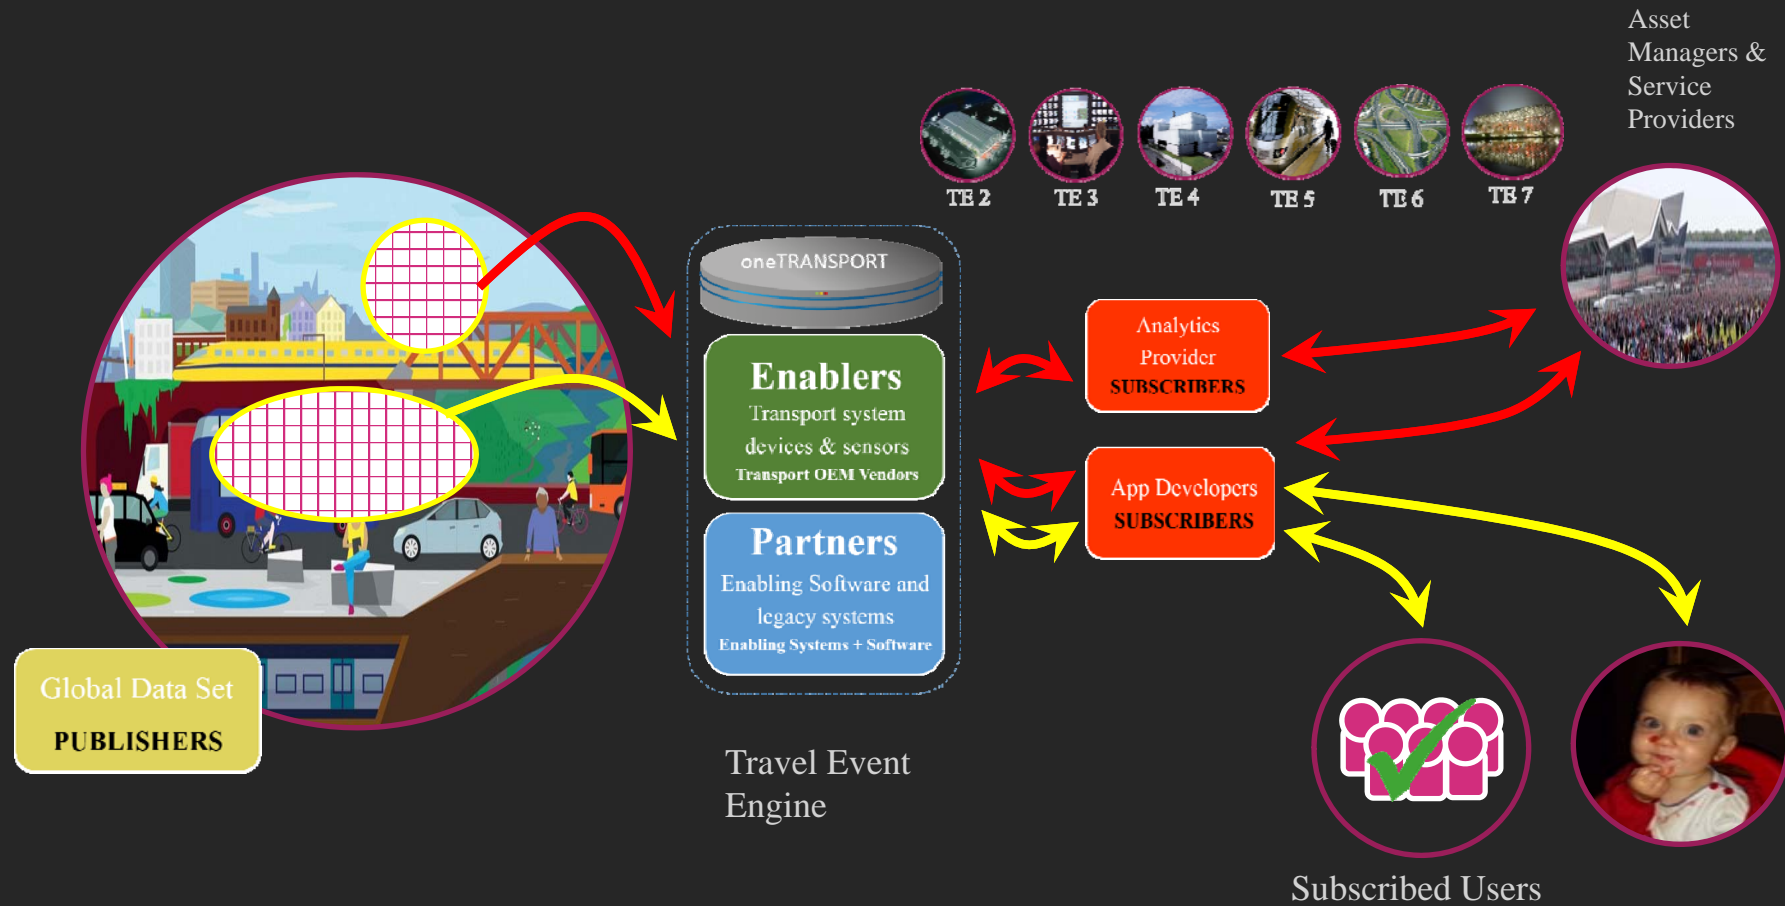 Asset
Managers &
Service
Providers
TE 2
TE 3
TE 4
TE 5
TE 6
TE 7
oneTRANSPORT
Enablers
Transport system
devices & sensors
Transport OEM Vendors
Partners
Enabling Software and
legacy systems
Enabling Systems + Software
Analytics
Provider
SUBSCRIBERS
App Developers
SUBSCRIBERS
Global Data Set
PUBLISHERS
Travel Event
Engine
Subscribed Users